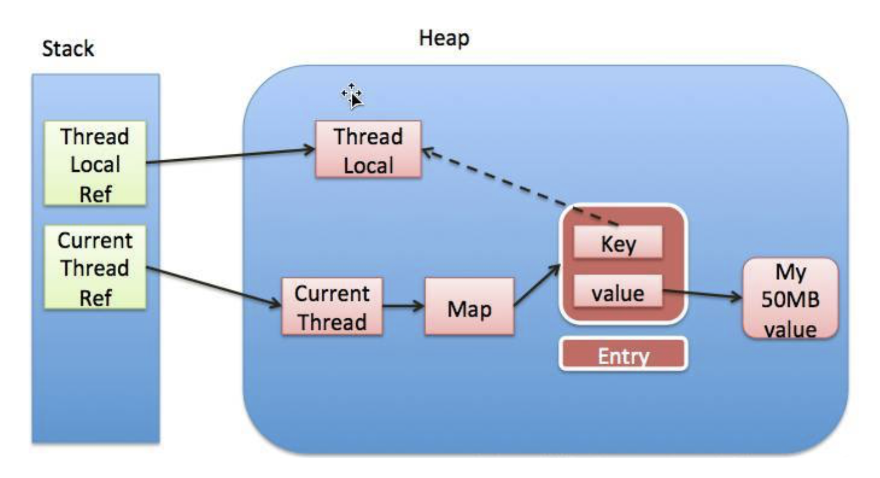 Stack
Heap
Thread
Local
Ref
Thread
Local
Current
Thread
Ref
Key
value
Current
Thread
Map
My
50MB
value
Entry